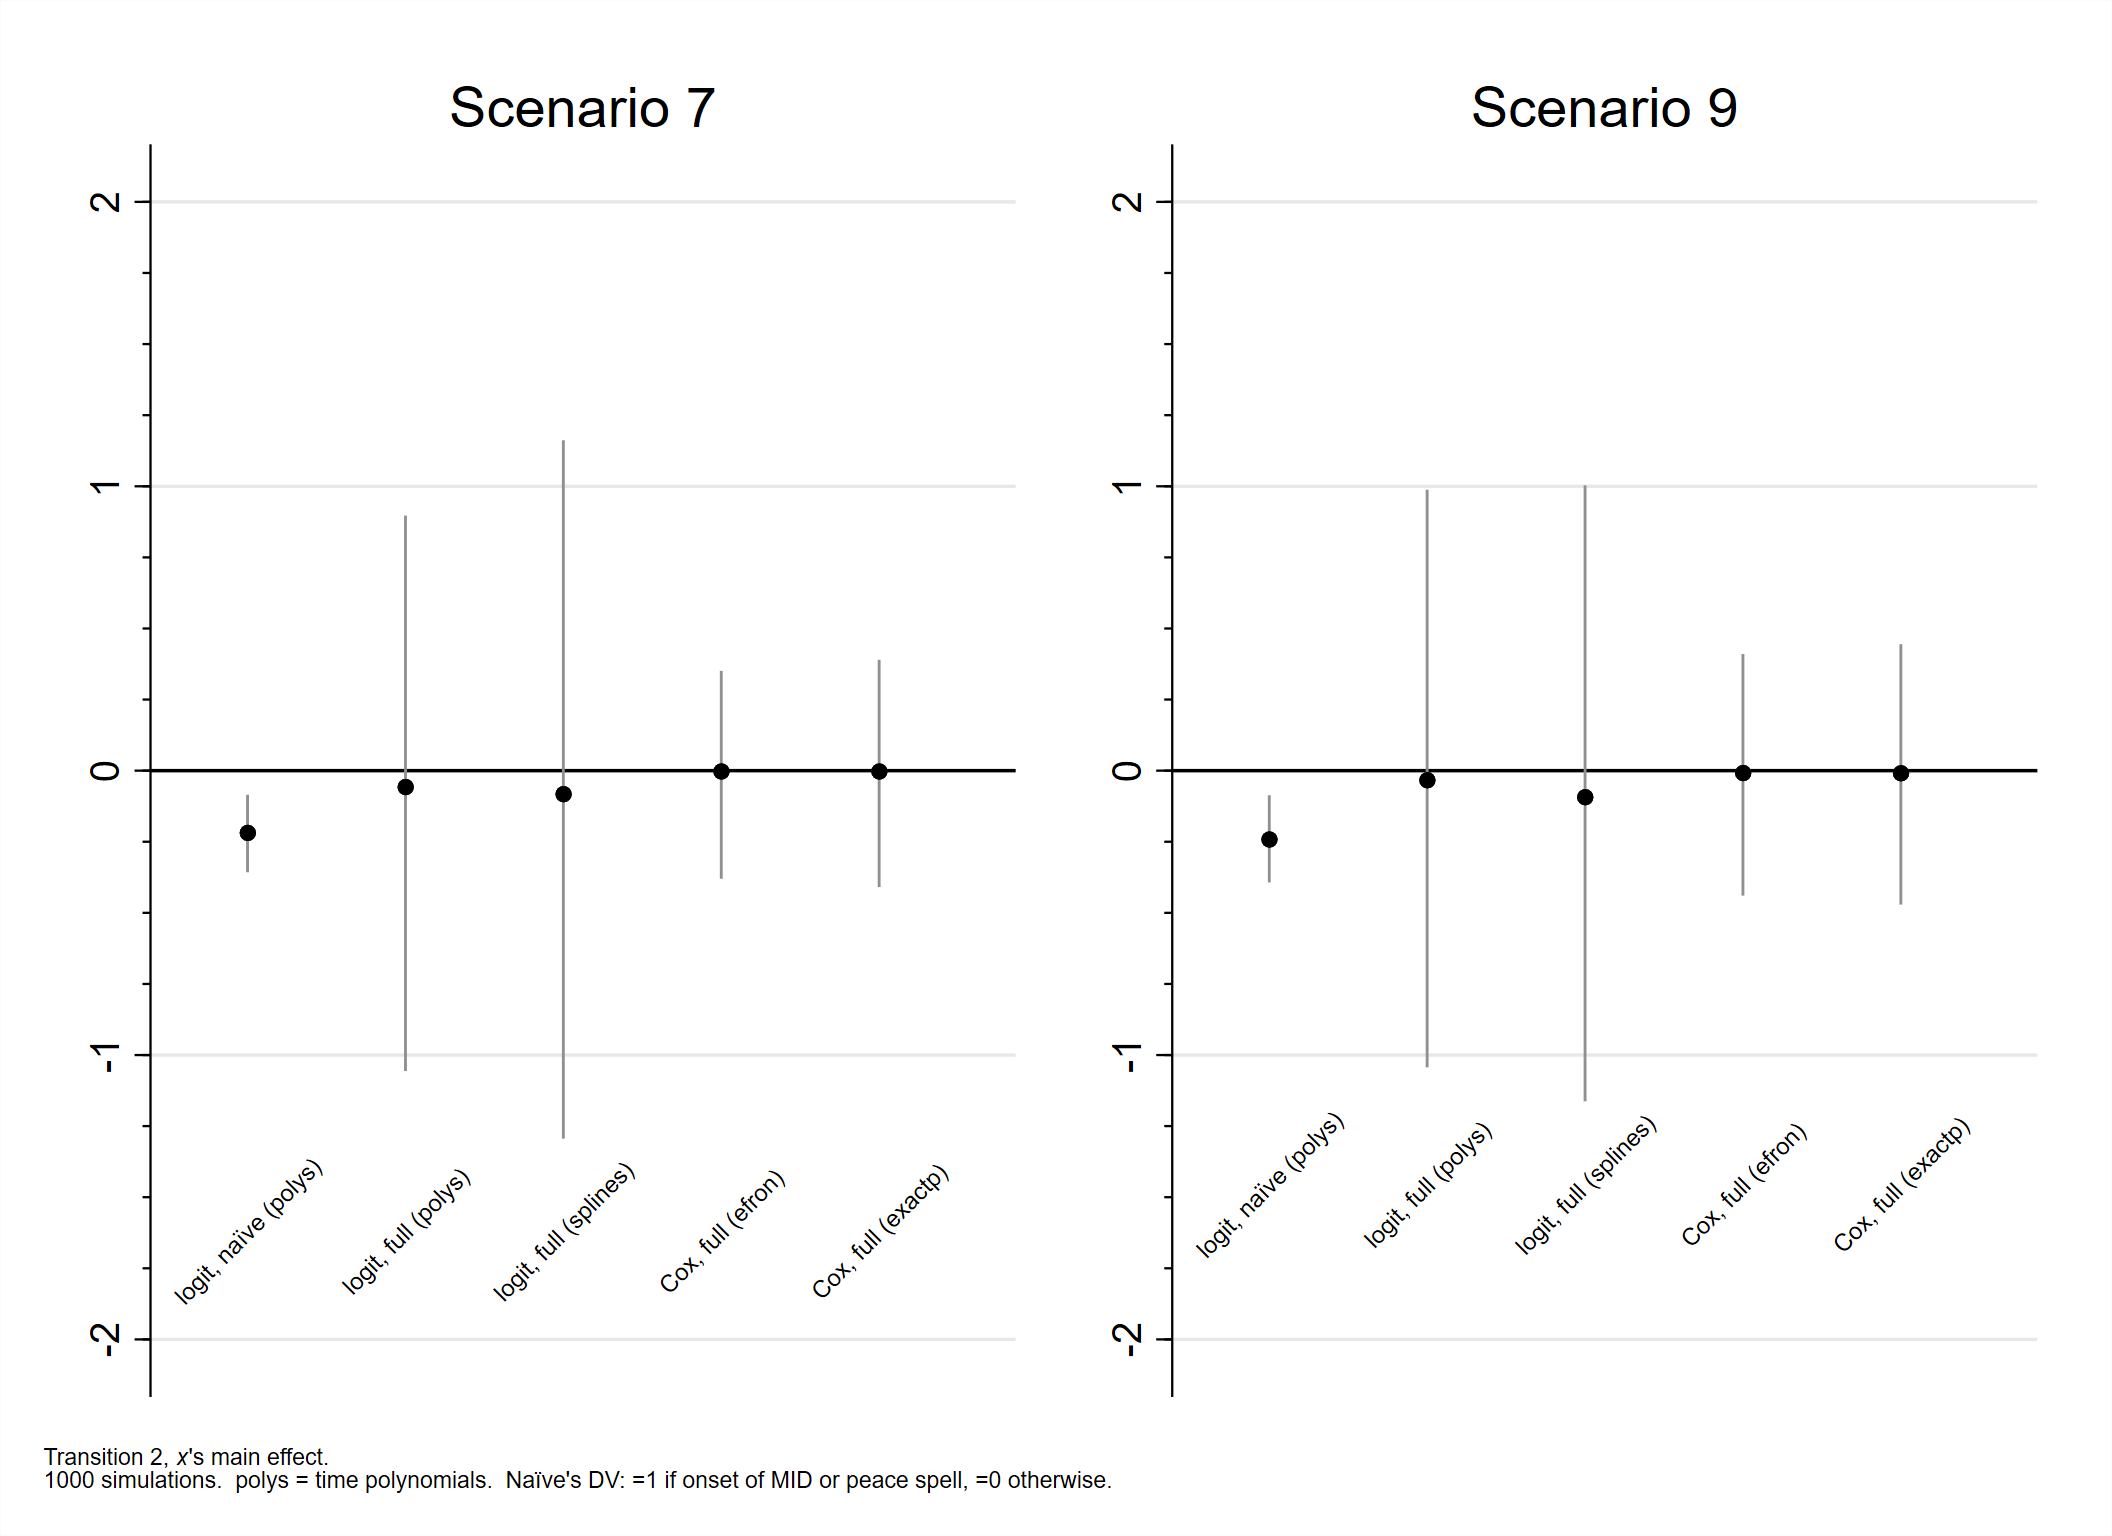 Scenario 7
2
1
0
-1
-2
logit, naïve (polys)
logit, full (polys)
logit, full (splines)
Cox, full (efron)
Cox, full (exactp)
Scenario 9
2
1
0
-1
-2
logit, naïve (polys)
logit, full (polys)
logit, full (splines)
Cox, full (efron)
Cox, full (exactp)
Transition 2, x's main effect.
1000 simulations.  polys = time polynomials.  Naïve's DV: =1 if onset of MID or peace spell, =0 otherwise.